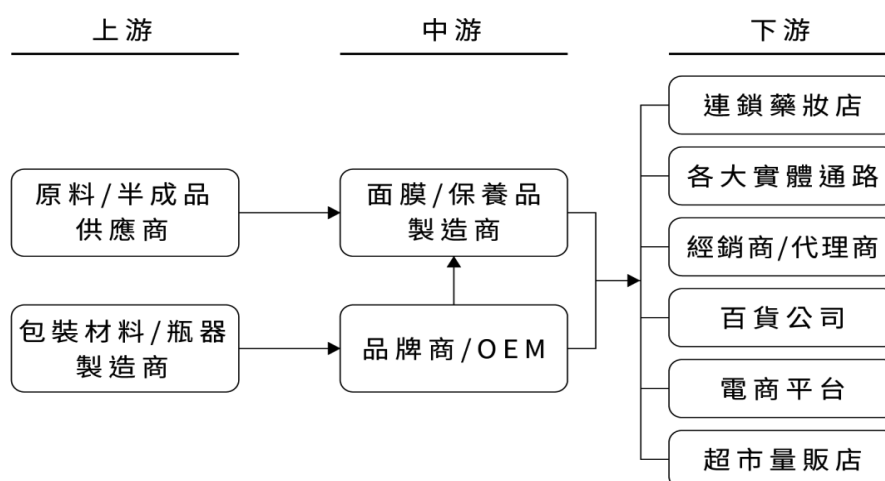 上游
中游
下游
連鎖藥妝店
各大實體通路
原料/半成品
供應商
面膜/保養品
製造商
經銷商/代理商
百貨公司
包裝材料/瓶器
製造商
品牌商/OEM
電商平台
超市量販店